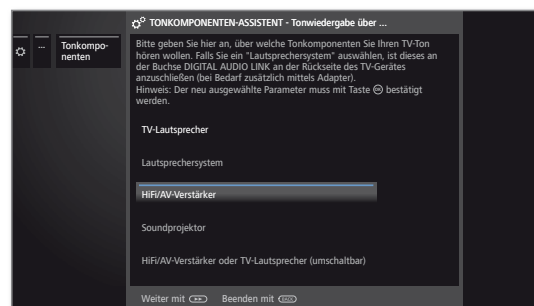 TONKOMPONENTEN-ASSISTENT - Tonwiedergabe über ...
... Tonkompo-
nenten
Bitte geben Sie hier an, über welche Tonkomponenten Sie Ihren TV-Ton
hören wollen. Falls Sie ein "Lautsprechersystem" auswählen, ist dieses an
der Buchse DIGITAL AUDIO LINK an der Rückseite des TV-Gerätes
anzuschließen (bei Bedarf zusätzlich mittels Adapter).
Hinweis: Der neu ausgewählte Parameter muss mit Taste OK bestätigt
werden.
TV-Lautsprecher
Lautsprechersystem
HiFi/AV-Verstärker
Soundprojektor
HiFi/AV-Verstärker oder TV-Lautsprecher (umschaltbar)
Weiter mit Beenden mit BACK